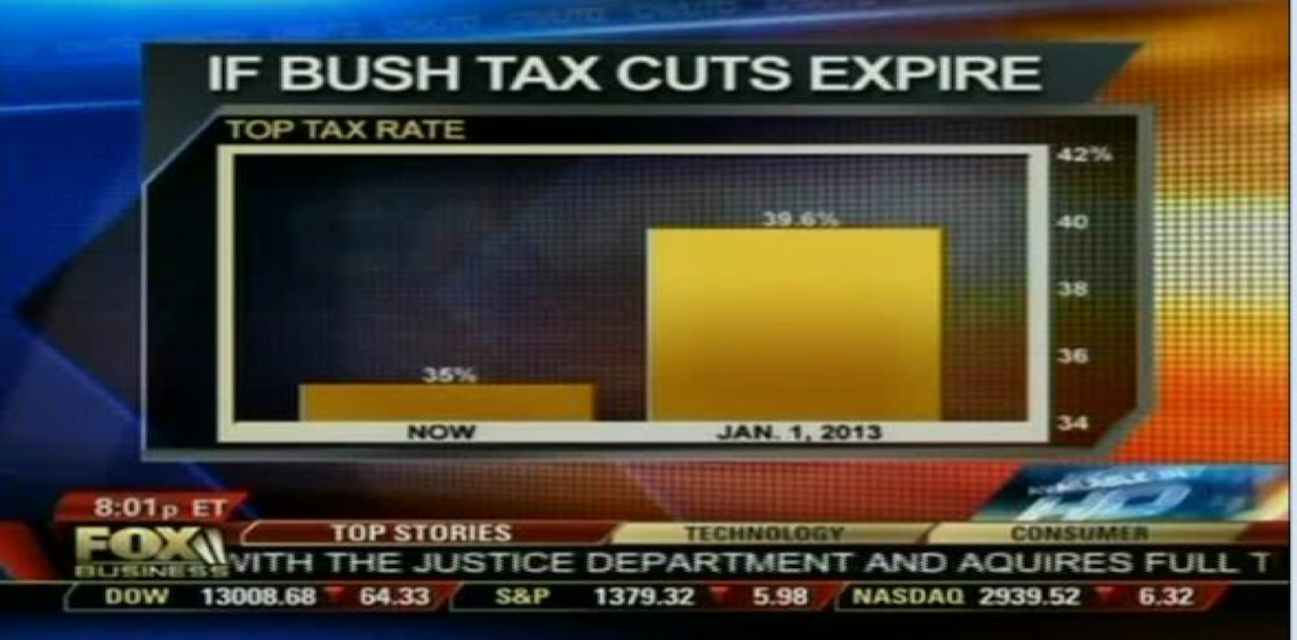 IF BUSH TAX CUTS EXPIRE
TOP TAX RATE
42%
39.6%
40
38
36
35%
34
NOW
JAN. 1, 2013
8:01p ET
TOP STORIES
TECHNOLOGY
CONSUMER
FOX
BUSINESS
WITH THE JUSTICE DEPARTMENT AND AQUIRES FULL T
DOW 13008.68 ▼ 64.33 S&P 1379.32 ▼ 5.98 NASDAQ 2939.52 ▼ 6.32
HD